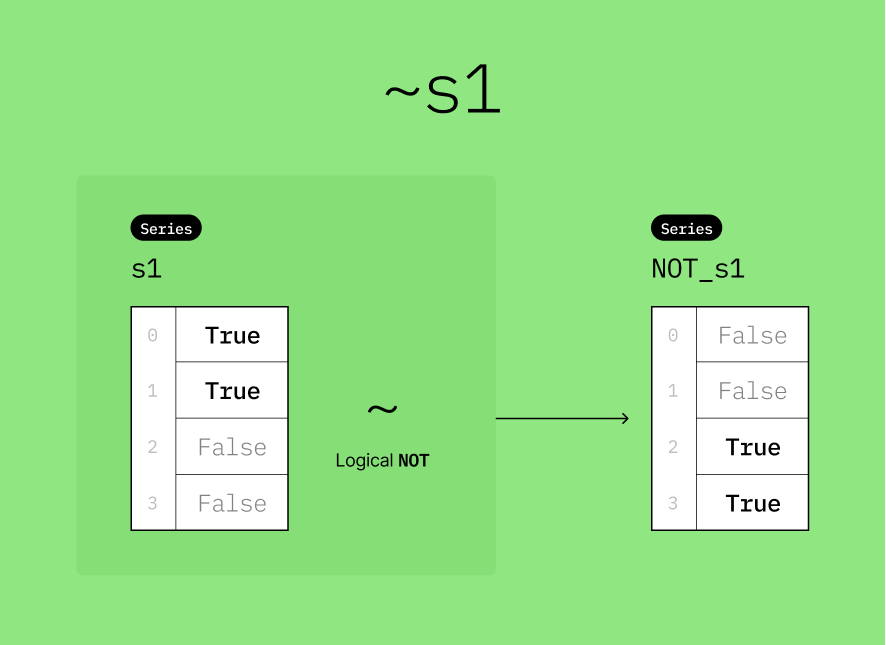 ~s1
Series
s1
0 True
1 True
2 False
3 False
~
Logical NOT
Series
NOT_s1
0 False
1 False
2 True
3 True